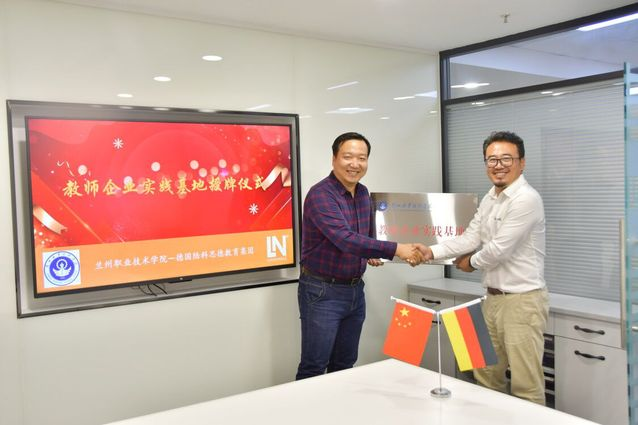 教师企业实践基地授牌仪式
兰州职业技术学院—德国陆科思德教育集团
LN
教师企业实践基地